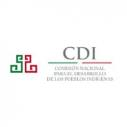 CDI
COMISIÓN NACIONAL
PARA EL DESARROLLO
DE LOS PUEBLOS INDÍGENAS